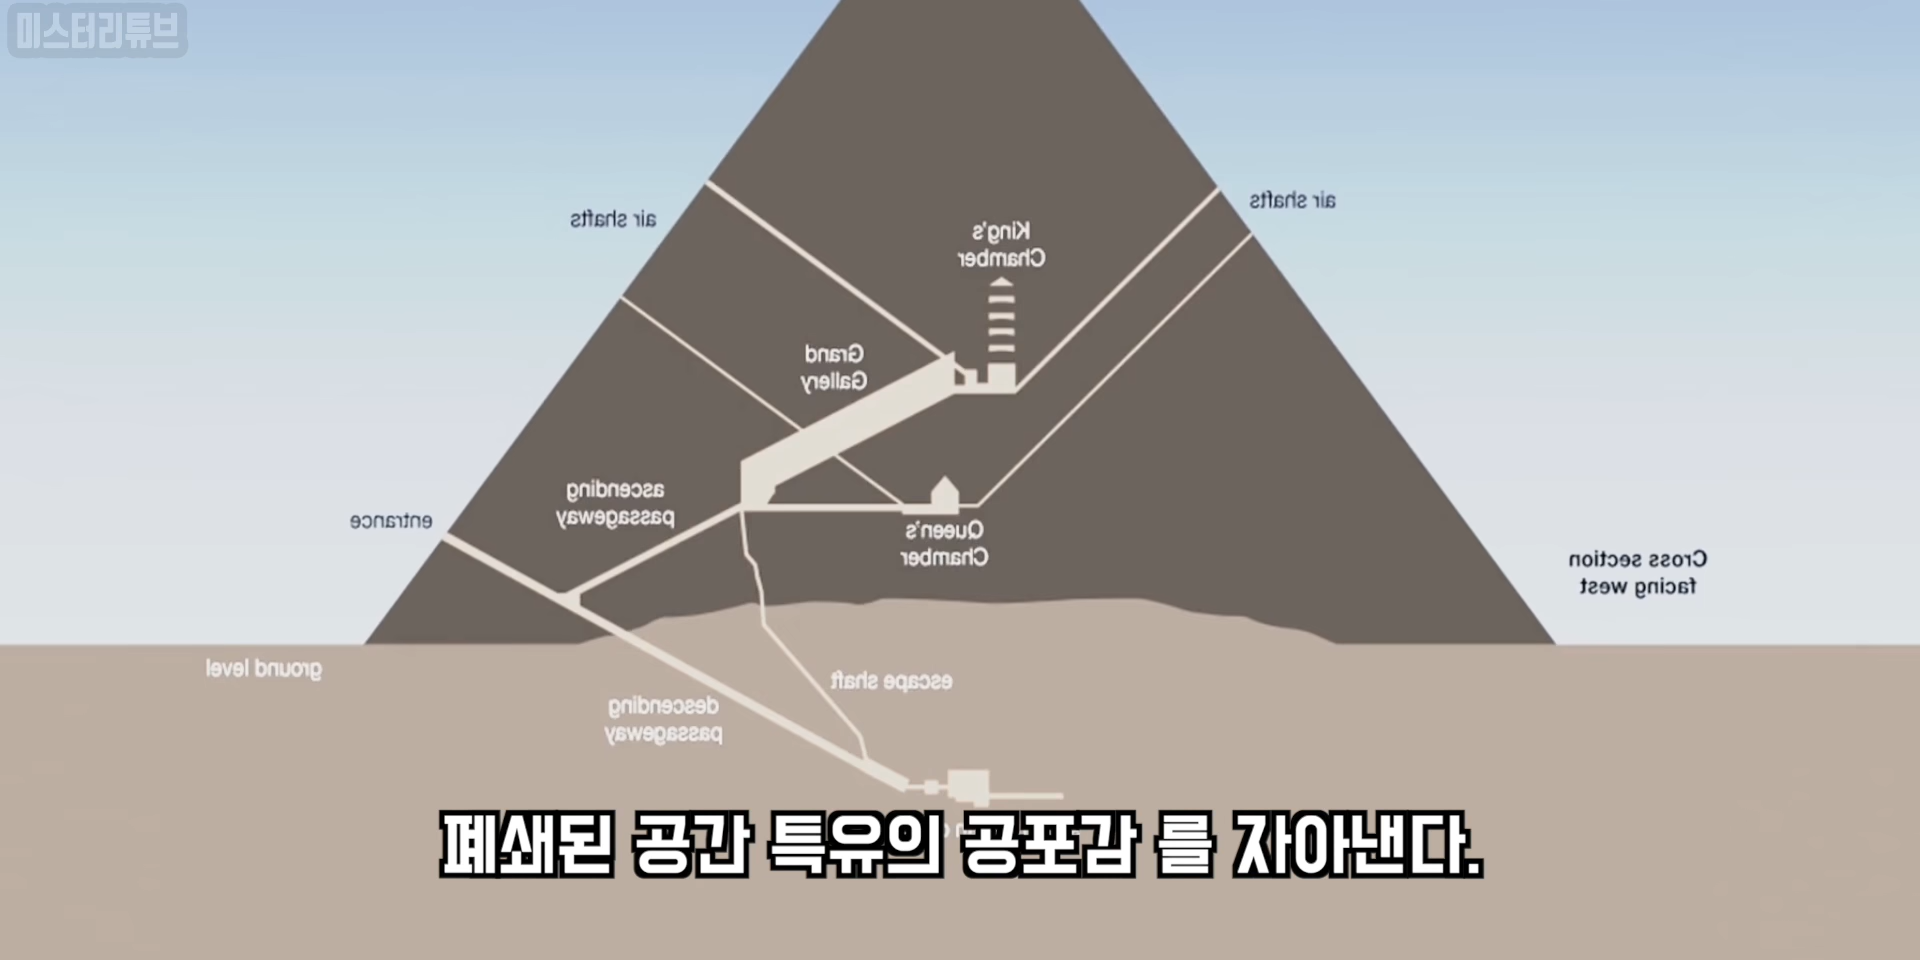 미스터리튜브
air shafts
air shafts
King's
Chamber
Grand
Gallery
ascending
passageway
entrance
Queen's
Chamber
Cross section
facing west
ground level
escape shaft
descending
passageway
폐쇄된 공간 특유의 공포감 를 자아낸다.